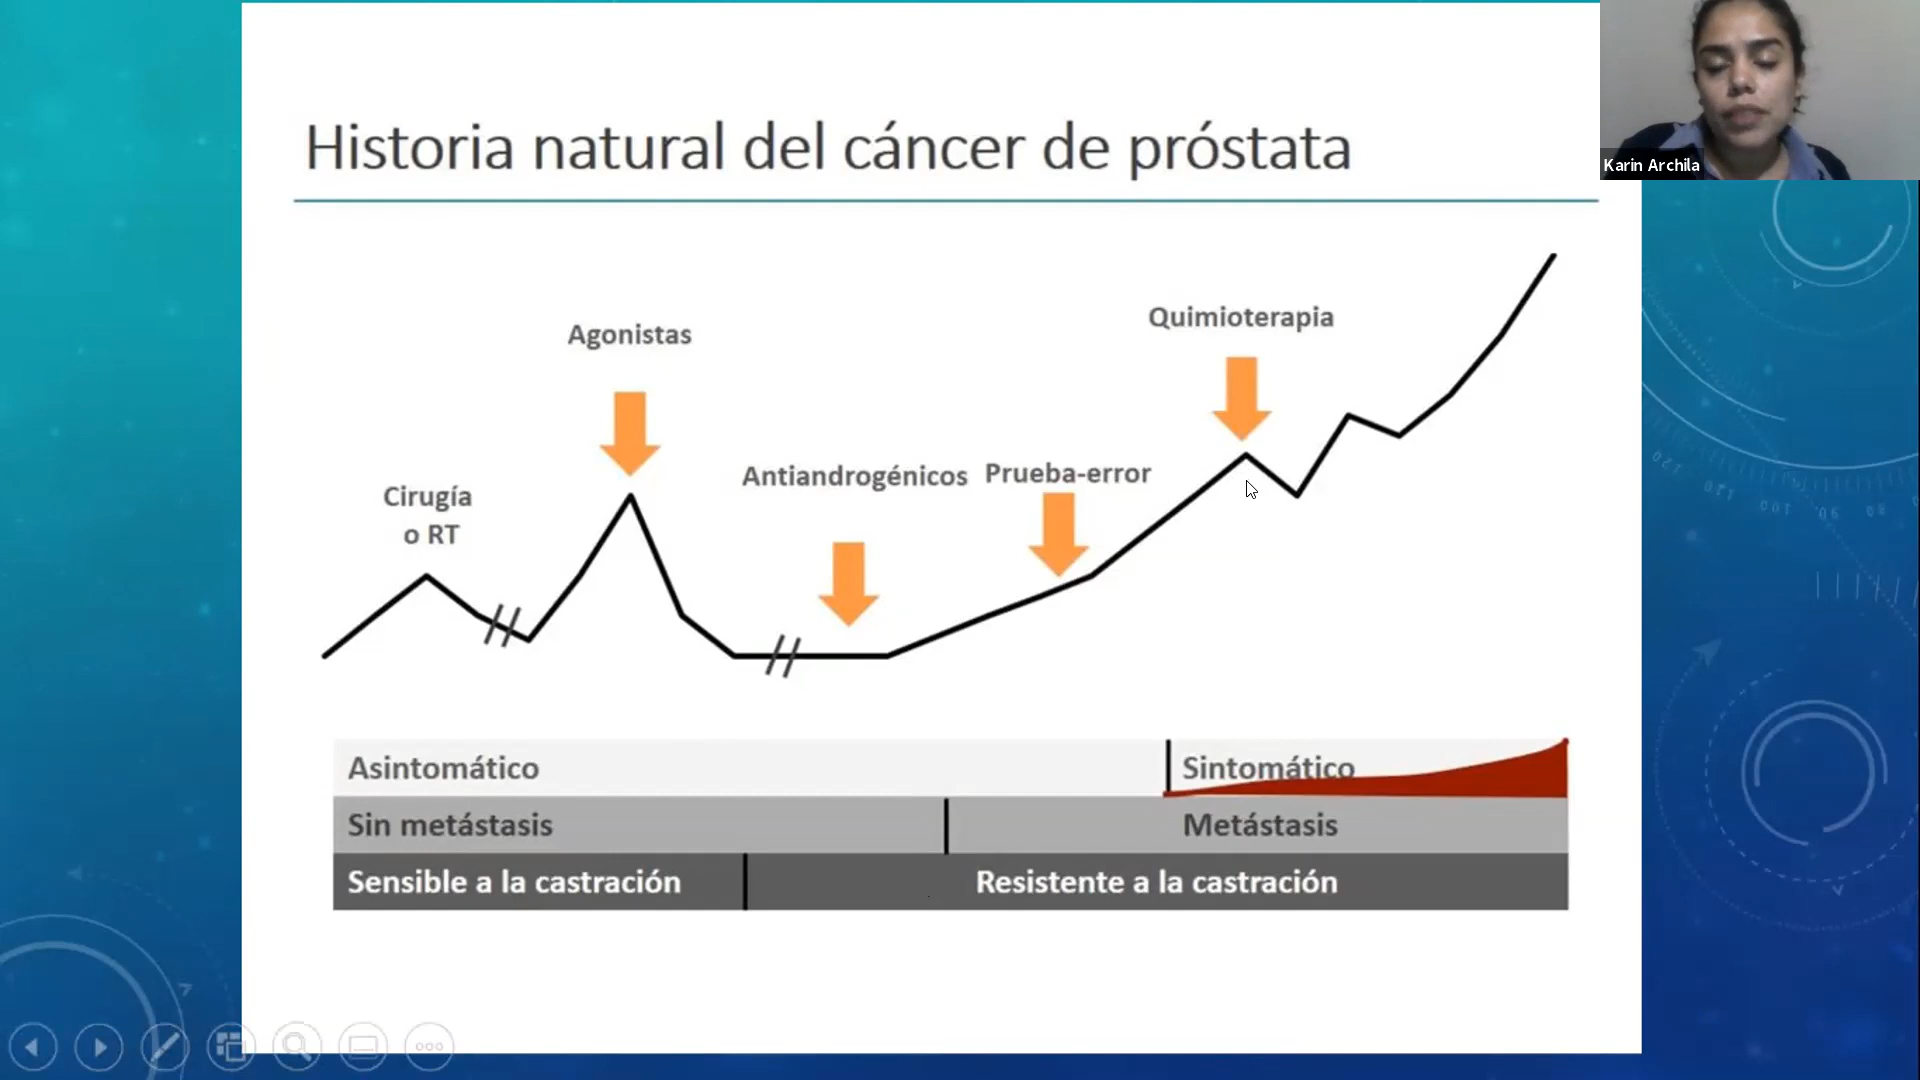 Historia natural del cáncer de próstata
Karin Archila
Agonistas
Quimioterapia
Cirugía
o RT
Antiandrogénicos
Prueba-error
Asintomático
Sintomático
Sin metástasis
Metástasis
Sensible a la castración
Resistente a la castración